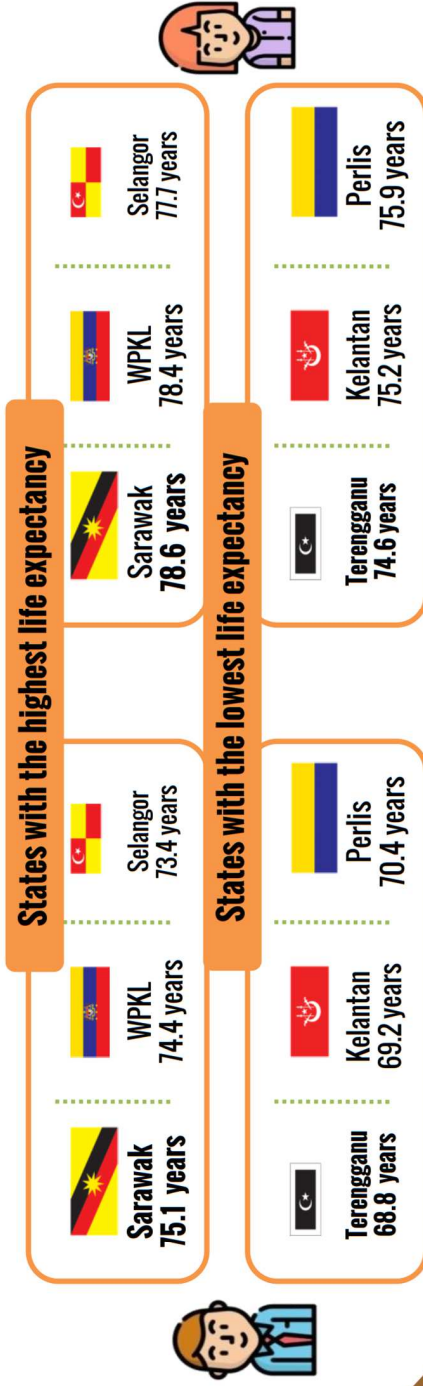 States with the highest life expectancy
Sarawak
75.1 years
WPKL
74.4 years
Selangor
73.4 years
Sarawak
78.6 years
WPKL
78.4 years
Selangor
77.7 years
States with the lowest life expectancy
Terengganu
68.8 years
Kelantan
69.2 years
Perlis
70.4 years
Terengganu
74.6 years
Kelantan
75.2 years
Perlis
75.9 years